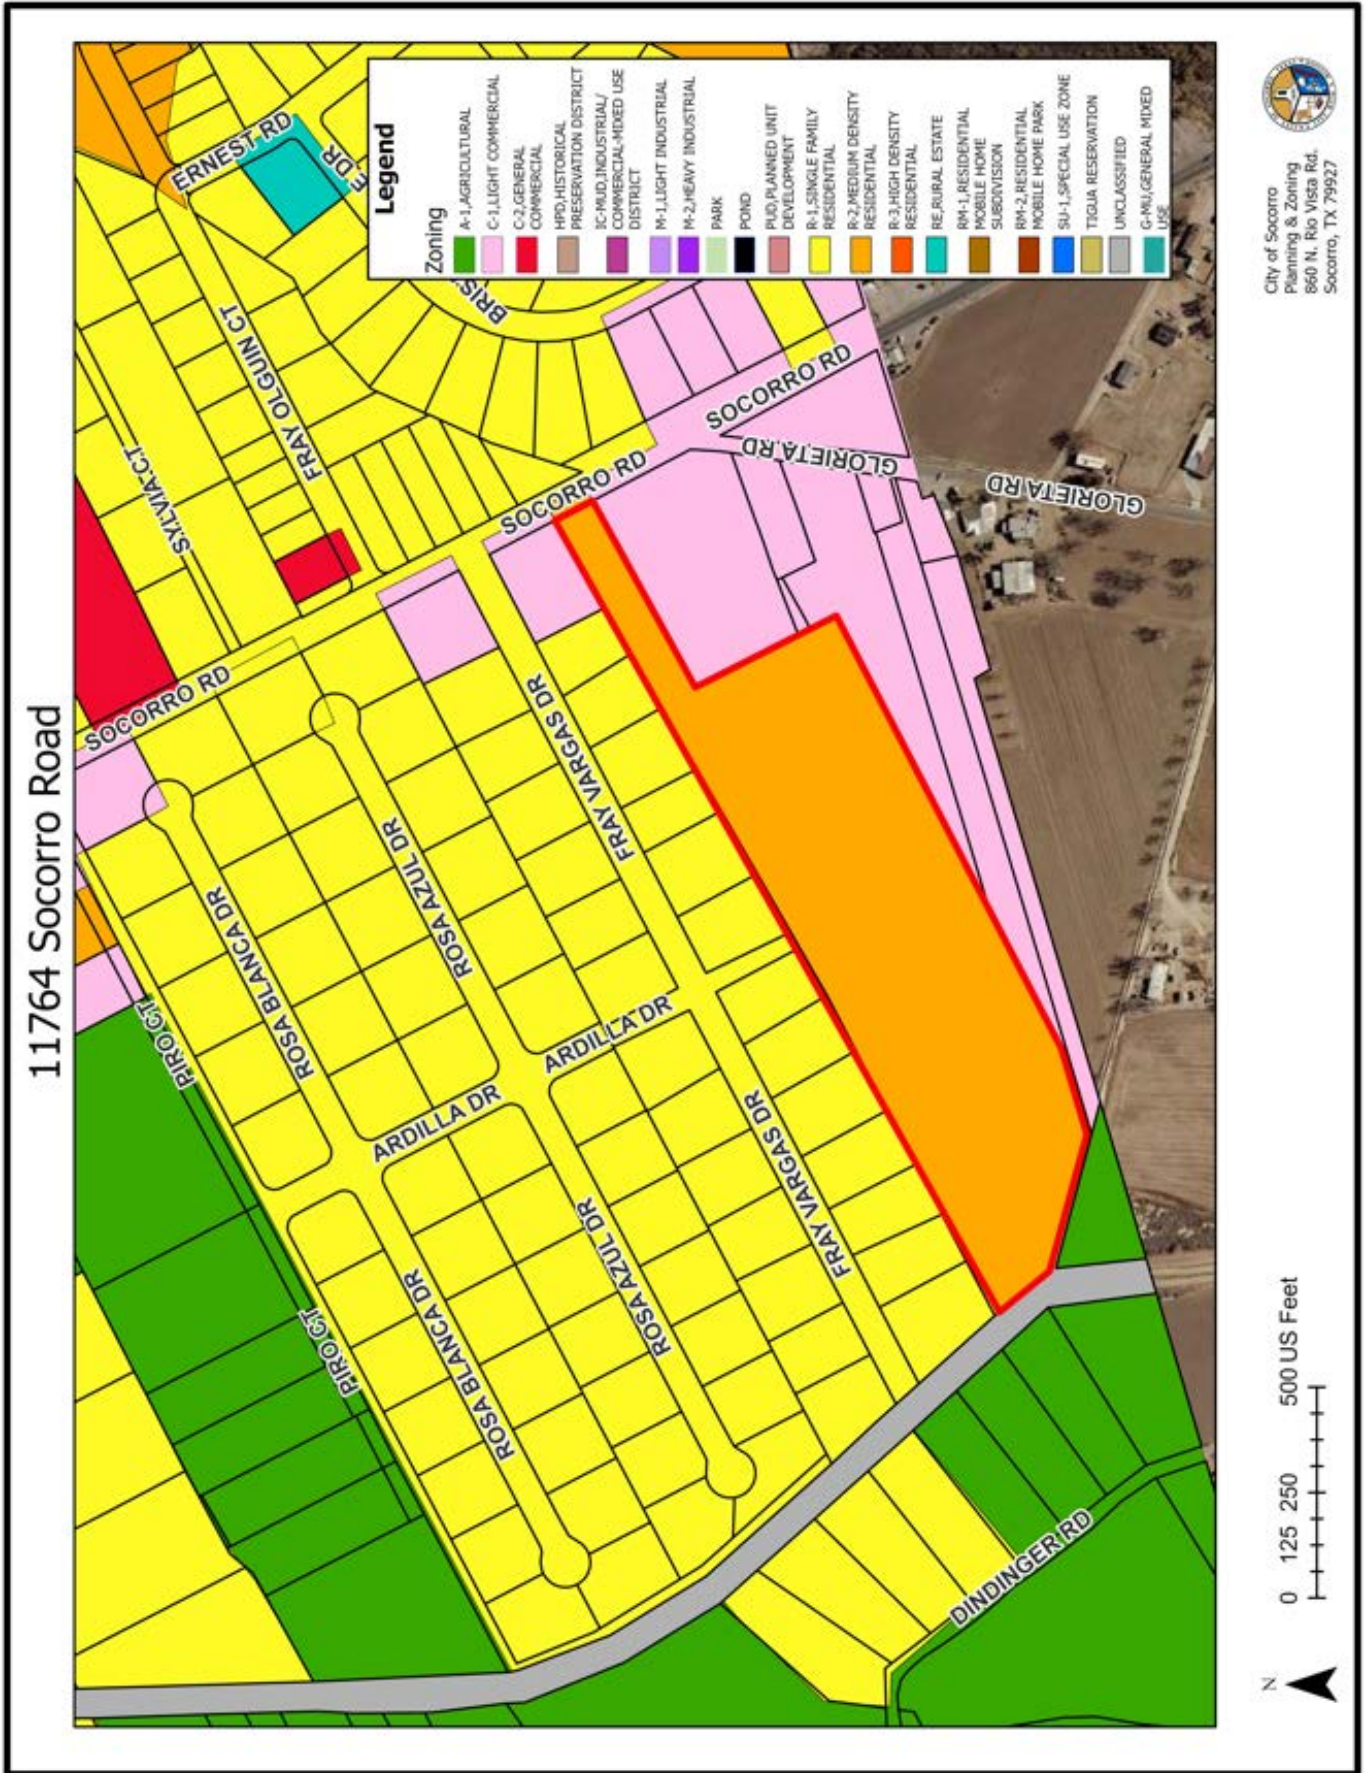 11764 Socorro Road
ERNEST RD
E DR
FRAY OLGUIN CT
BRIS
SYLVIA CT
SOCORRO RD
SOCORRO RD
SOCORRO RD
GLORIETA RD
GLORIETA RD
PIRO CT
PIRO CT
ROSA BLANCA DR
ROSA BLANCA DR
ROSA AZUL DR
ROSA AZUL DR
ARDILLA DR
ARDILLA DR
FRAY VARGAS DR
FRAY VARGAS DR
DINDINGER RD
Legend
Zoning
A-1,AGRICULTURAL
C-1,LIGHT COMMERCIAL
C-2,GENERAL
COMMERCIAL
HPD,HISTORICAL
PRESERVATION DISTRICT
IC-MUD,INDUSTRIAL/
COMMERCIAL-MIXED USE
DISTRICT
M-1,LIGHT INDUSTRIAL
M-2,HEAVY INDUSTRIAL
PARK
POND
PUD,PLANNED UNIT
DEVELOPMENT
R-1,SINGLE FAMILY
RESIDENTIAL
R-2,MEDIUM DENSITY
RESIDENTIAL
R-3,HIGH DENSITY
RESIDENTIAL
RE,RURAL ESTATE
RM-1,RESIDENTIAL
MOBILE HOME
SUBDIVISION
RM-2,RESIDENTIAL
MOBILE HOME PARK
SU-1,SPECIAL USE ZONE
TIGUA RESERVATION
UNCLASSIFIED
G-MU,GENERAL MIXED
USE
N
0 125 250 500 US Feet
City of Socorro
Planning & Zoning
860 N. Rio Vista Rd.
Socorro, TX 79927